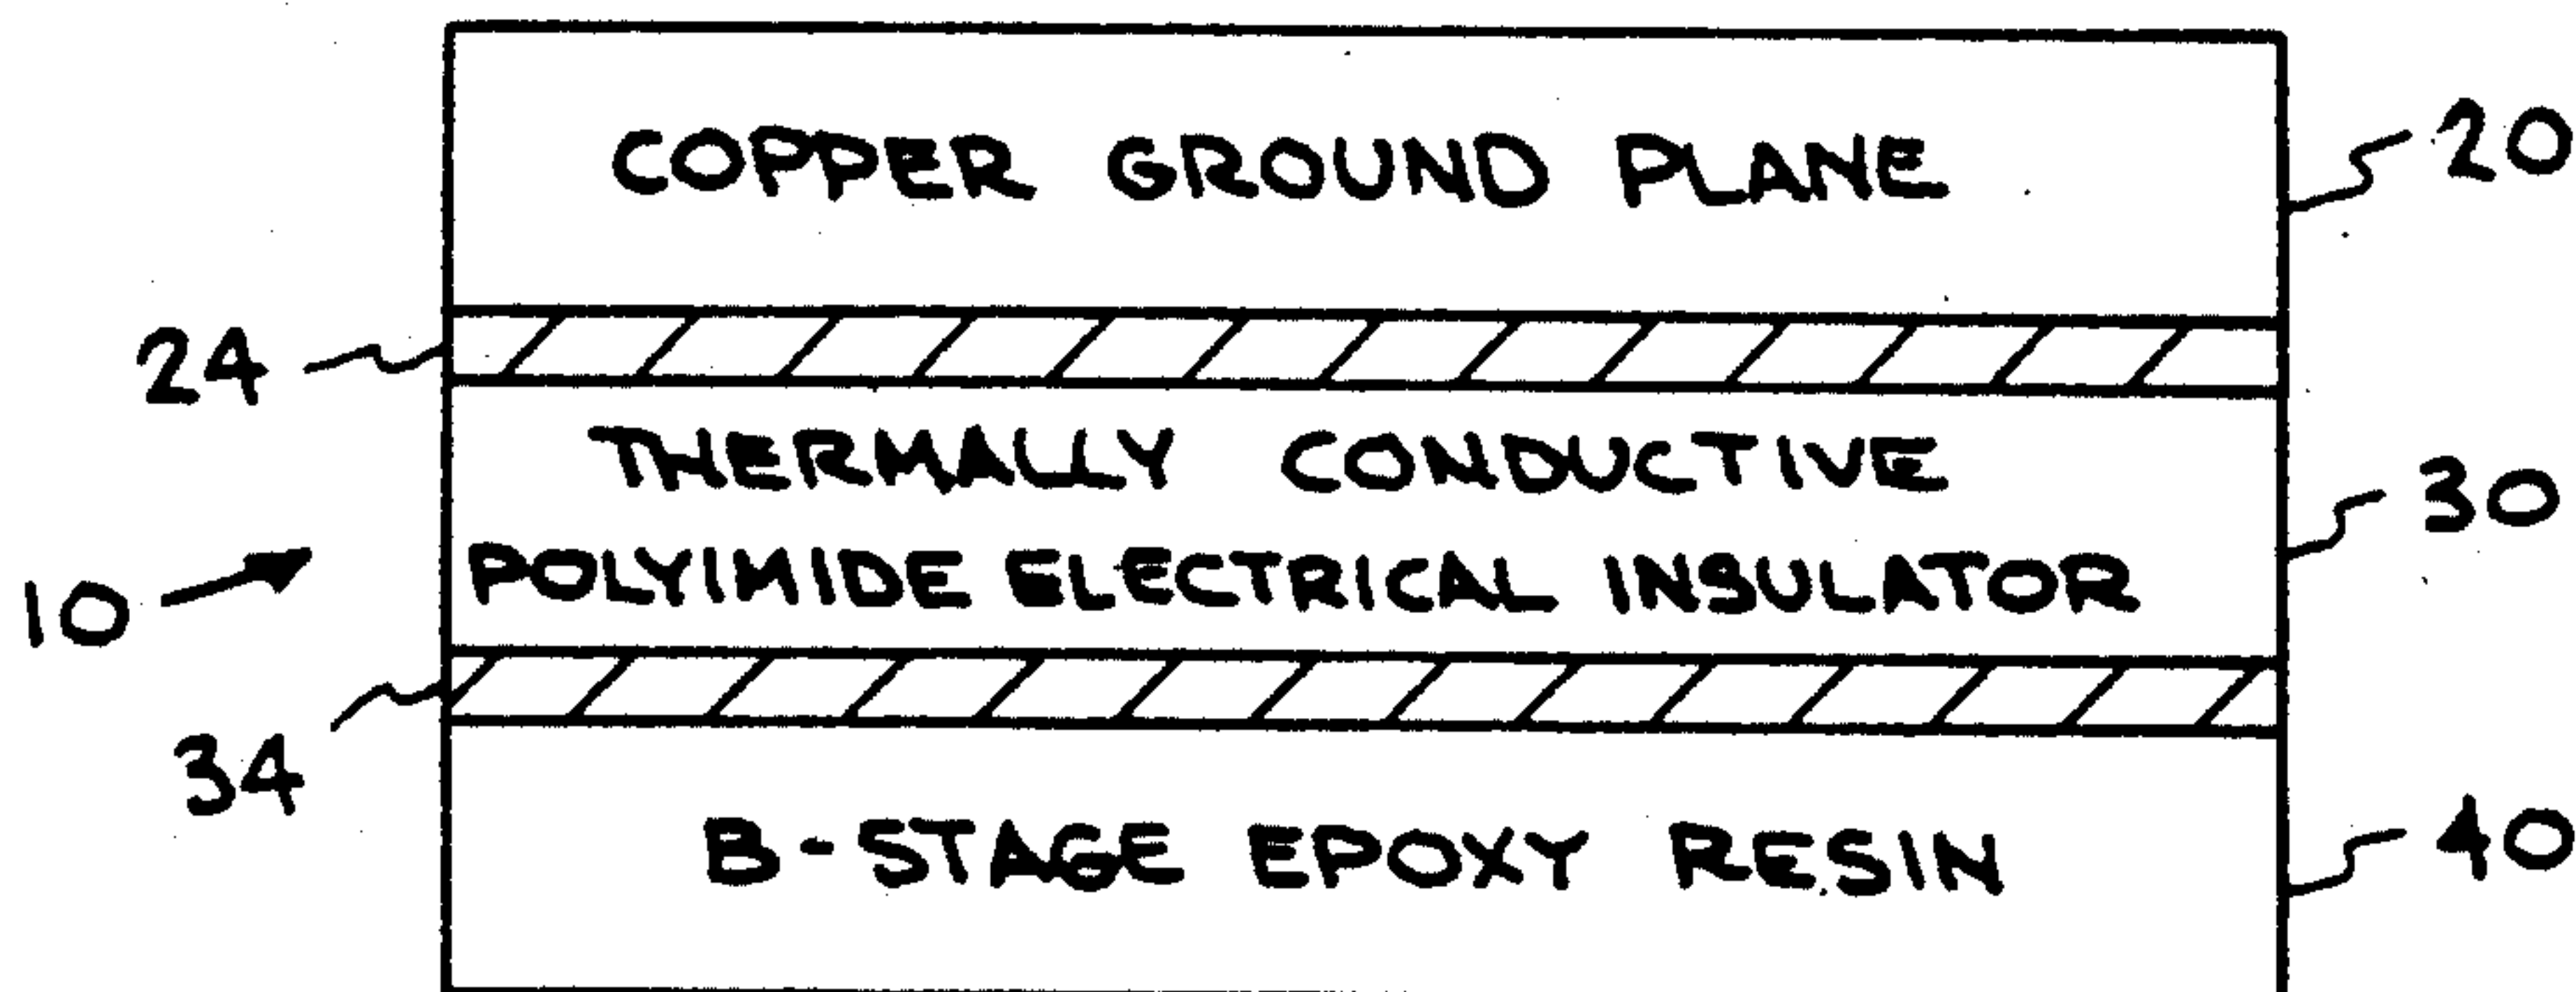 COPPER GROUND PLANE
20
24
THERMALLY CONDUCTIVE
30
POLYIMIDE ELECTRICAL INSULATOR
10
34
B-STAGE EPOXY RESIN
40